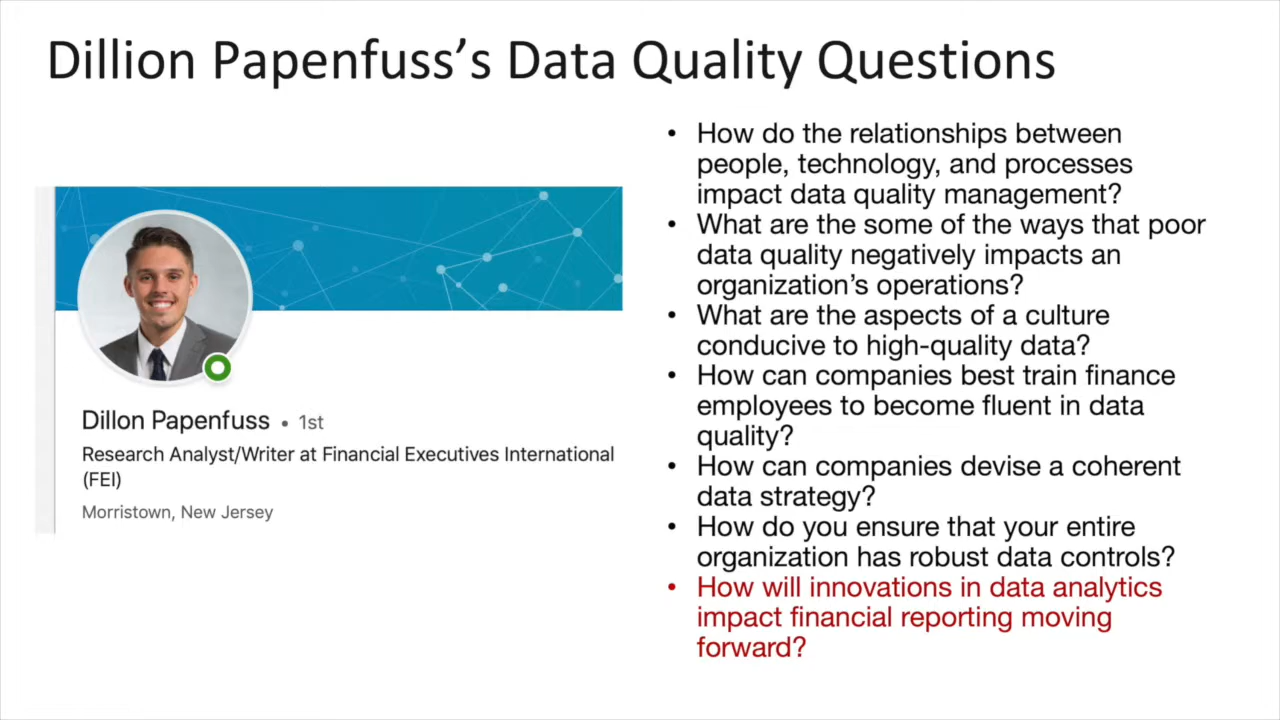 Dillion Papenfuss's Data Quality Questions
Dillon Papenfuss • 1st
Research Analyst/Writer at Financial Executives International
(FEI)
Morristown, New Jersey
• How do the relationships between
people, technology, and processes
impact data quality management?
• What are the some of the ways that poor
data quality negatively impacts an
organization's operations?
• What are the aspects of a culture
conducive to high-quality data?
• How can companies best train finance
employees to become fluent in data
quality?
• How can companies devise a coherent
data strategy?
• How do you ensure that your entire
organization has robust data controls?
• How will innovations in data analytics
impact financial reporting moving
forward?